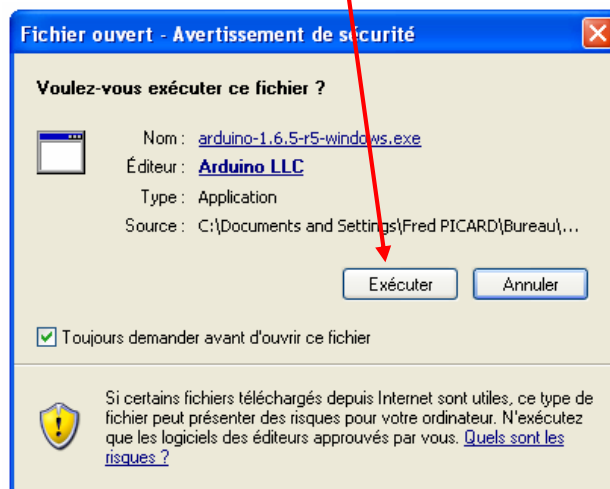 Fichier ouvert - Avertissement de sécurité
Voulez-vous exécuter ce fichier ?
Nom : arduino-1.6.5-r5-windows.exe
Éditeur : Arduino LLC
Type : Application
Source : C:\Documents and Settings\Fred PICARD\Bureau\...
Exécuter Annuler
Toujours demander avant d'ouvrir ce fichier
Si certains fichiers téléchargés depuis Internet sont utiles, ce type de
fichier peut présenter des risques pour votre ordinateur. N'exécutez
que les logiciels des éditeurs approuvés par vous. Quels sont les
risques ?